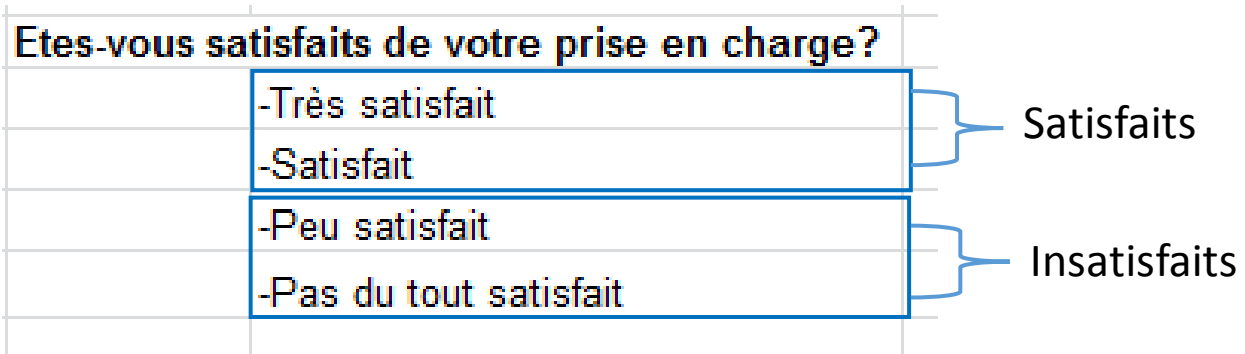 Etes-vous satisfaits de votre prise en charge?
-Très satisfait
-Satisfait
Satisfaits
-Peu satisfait
-Pas du tout satisfait
Insatisfaits